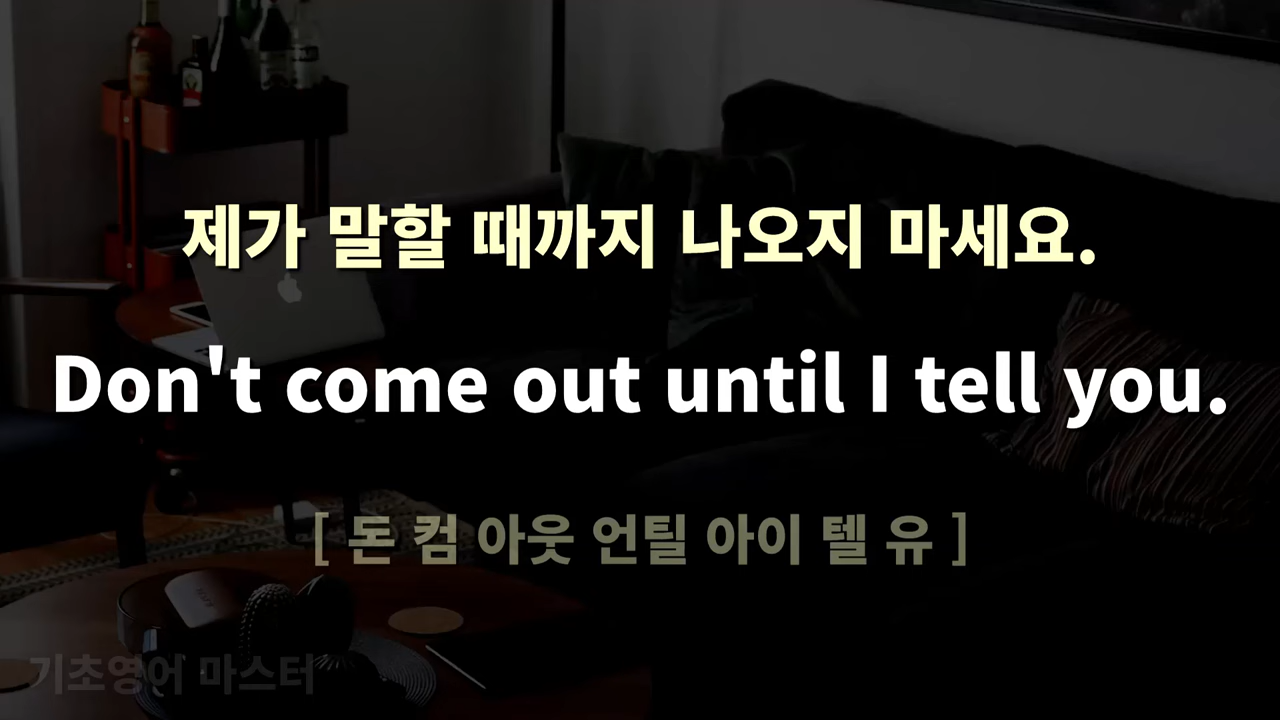 제가 말할 때까지 나오지 마세요.
Don't come out until I tell you.
[ 돈 컴 아웃 언틸 아이 텔 유 ]
기초영어 마스터